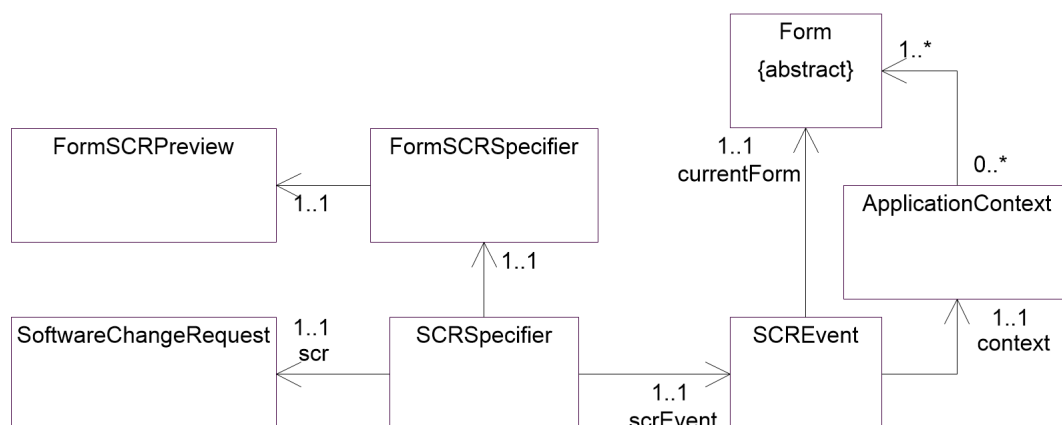 Form
{abstract}
1..*
FormSCRPreview
FormSCRSpecifier
1..1
currentForm
0..*
1..1
ApplicationContext
1..1
SoftwareChangeRequest
1..1
scr
SCRSpecifier
SCREvent
1..1
context
1..1
scrEvent